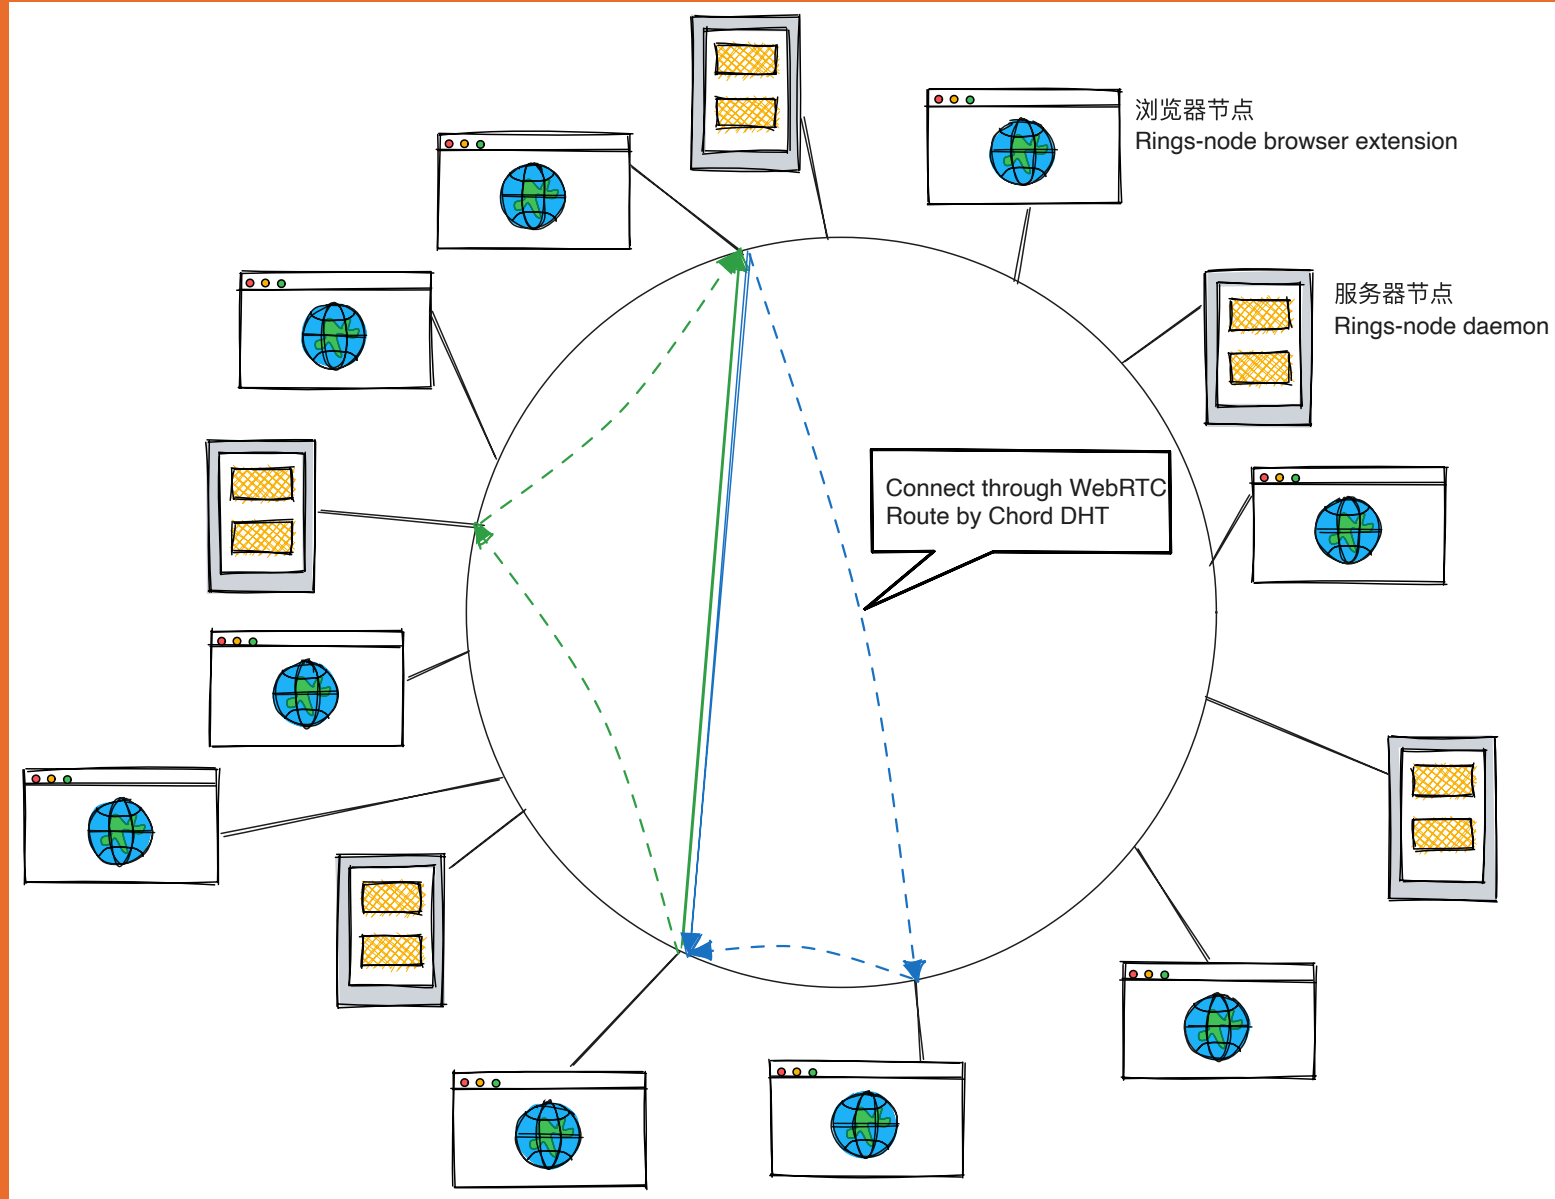 浏览器节点
Rings-node browser extension
服务器节点
Rings-node daemon
Connect through WebRTC
Route by Chord DHT